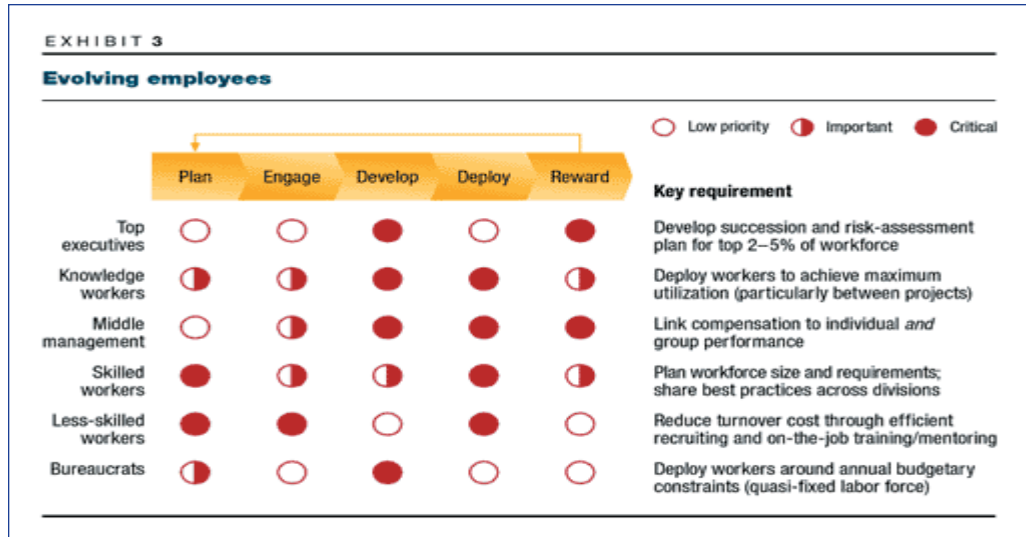 EXHIBIT 3
Evolving employees
Low priority
Important
Critical
Plan
Engage
Develop
Deploy
Reward
Key requirement
Top
executives
Develop succession and risk-assessment
plan for top 2–5% of workforce
Knowledge
workers
Deploy workers to achieve maximum
utilization (particularly between projects)
Middle
management
Link compensation to individual and
group performance
Skilled
workers
Plan workforce size and requirements;
share best practices across divisions
Less-skilled
workers
Reduce turnover cost through efficient
recruiting and on-the-job training/mentoring
Bureaucrats
Deploy workers around annual budgetary
constraints (quasi-fixed labor force)